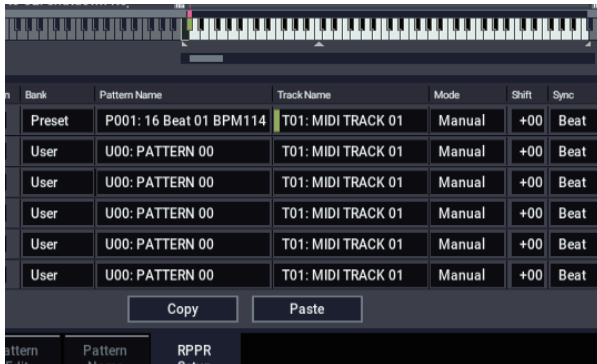 Bank Pattern Name Track Name Mode Shift Sync
Preset P001: 16 Beat 01 BPM114 T01: MIDI TRACK 01 Manual +00 Beat
User U00: PATTERN 00 T01: MIDI TRACK 01 Manual +00 Beat
User U00: PATTERN 00 T01: MIDI TRACK 01 Manual +00 Beat
User U00: PATTERN 00 T01: MIDI TRACK 01 Manual +00 Beat
User U00: PATTERN 00 T01: MIDI TRACK 01 Manual +00 Beat
User U00: PATTERN 00 T01: MIDI TRACK 01 Manual +00 Beat
Copy Paste
Pattern RPPR